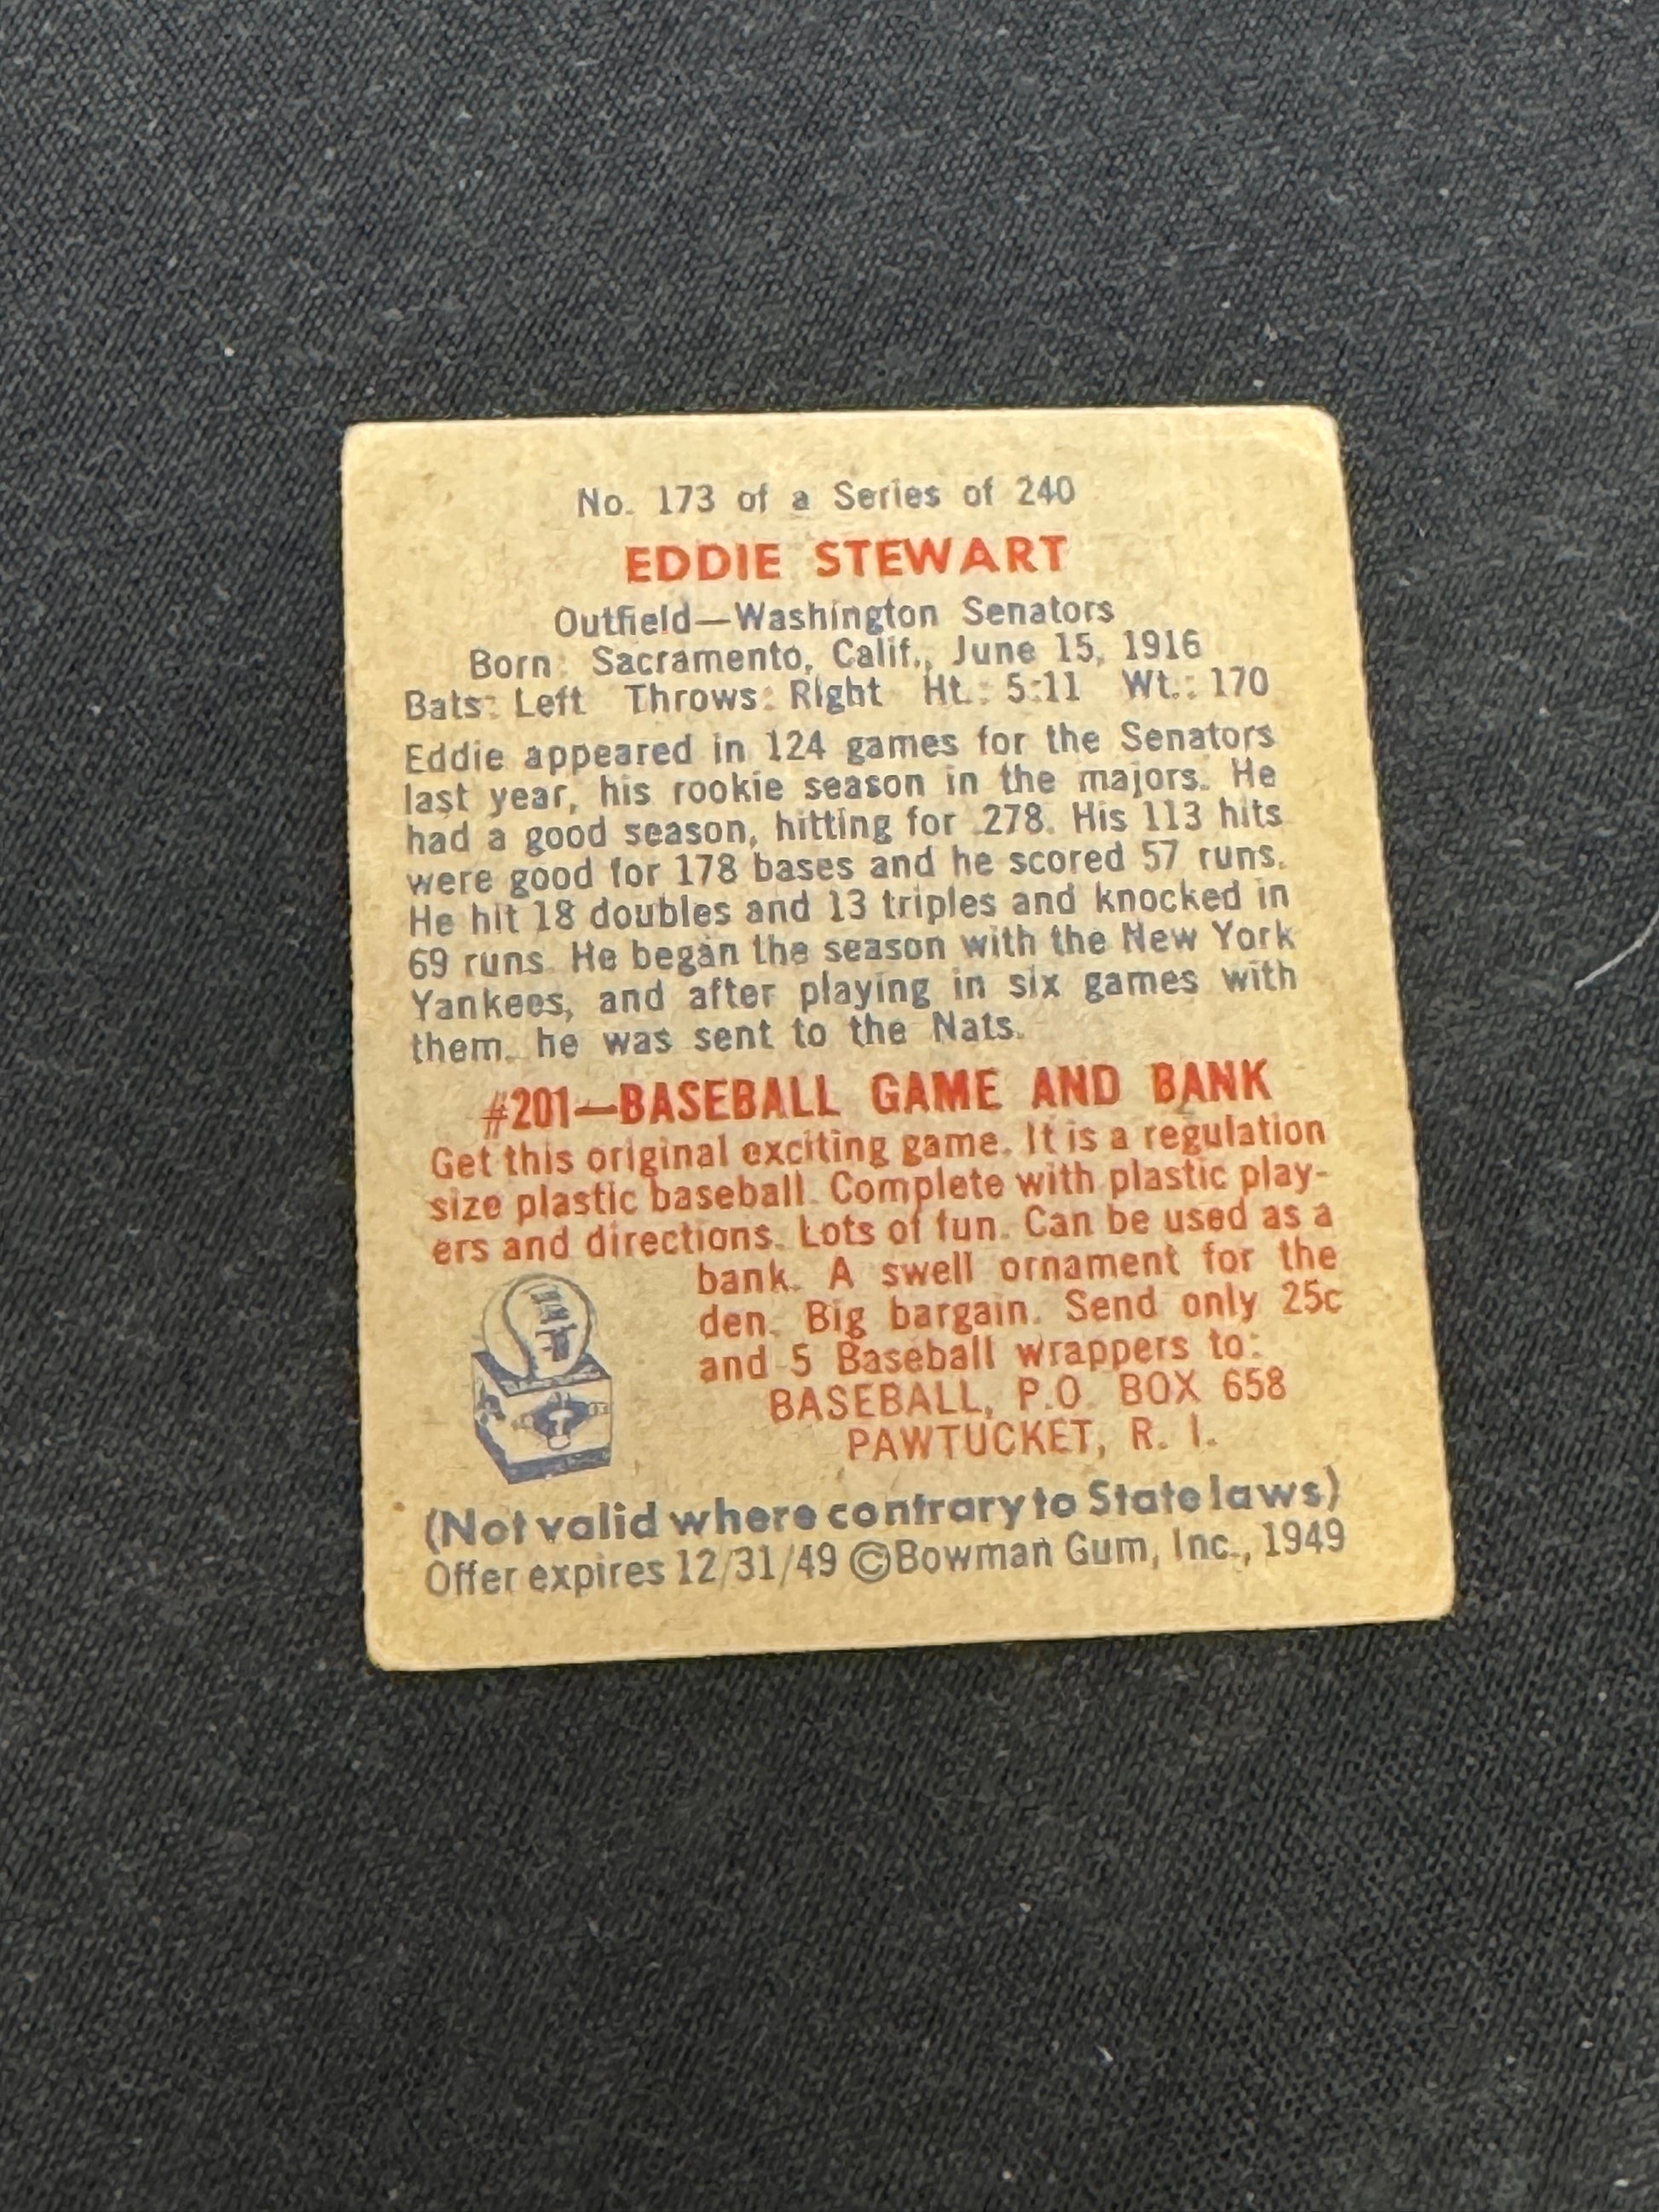 No. 173 of a Series of 240
EDDIE STEWART
Outfield—Washington Senators
Born: Sacramento, Calif., June 15, 1916
Bats: Left Throws: Right Ht.: 5:11 Wt.: 170
Eddie appeared in 124 games for the Senators
last year, his rookie season in the majors. He
had a good season, hitting for .278. His 113 hits
were good for 178 bases and he scored 57 runs.
He hit 18 doubles and 13 triples and knocked in
69 runs. He began the season with the New York
Yankees, and after playing in six games with
them, he was sent to the Nats.
#201—BASEBALL GAME AND BANK
Get this original exciting game. It is a regulation
size plastic baseball. Complete with plastic play-
ers and directions. Lots of fun. Can be used as a
bank. A swell ornament for the
den. Big bargain. Send only 25c
and 5 Baseball wrappers to:
BASEBALL, P.O. BOX 658
PAWTUCKET, R. I.
(Not valid where contrary to State laws)
Offer expires 12/31/49 ©Bowman Gum, Inc., 1949